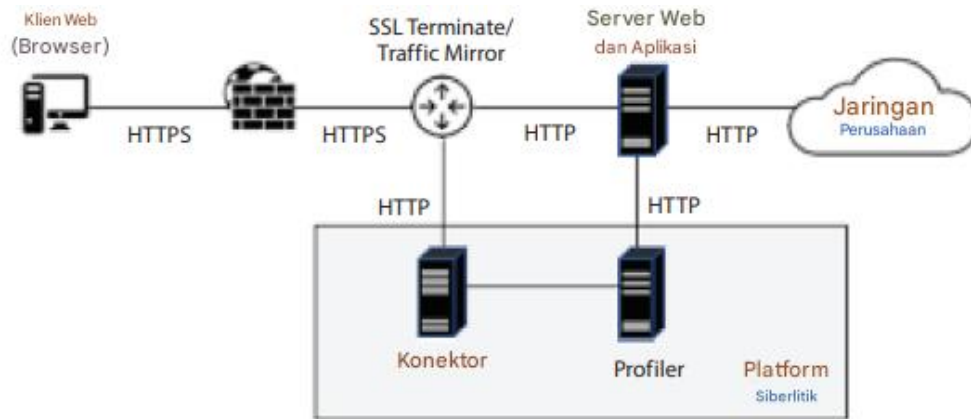 Klien Web
(Browser)
SSL Terminate/
Traffic Mirror
Server Web
dan Aplikasi
Jaringan
Perusahaan
HTTPS
HTTPS
HTTP
HTTP
HTTP
HTTP
Konektor
Profiler
Platform
Siberlitik